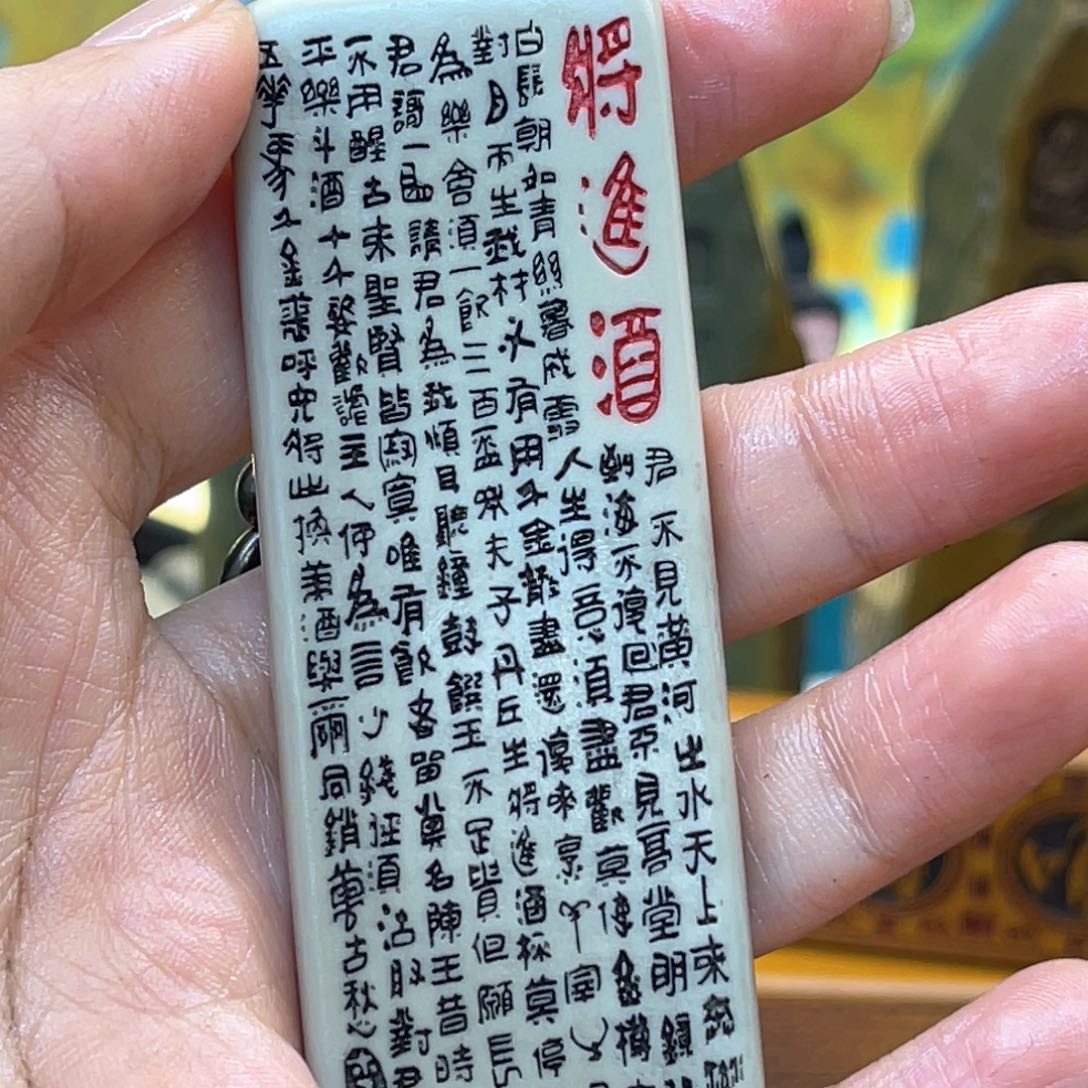 將進酒
君不見黃河之水天上來奔
到海不復回君不見高堂明鏡
白髮朝如青絲暮成雪人生得意須盡歡莫使金樽
對月天生我材必有用千金散盡還復來烹羊宰牛
為樂會須一飲三百盃岑夫子丹丘生將進酒杯莫停
君謌一曲請君為我傾耳聽鐘鼓饌玉不足貴但願長
不用醒古來聖賢皆寂寞唯有飲者留其名陳王昔時
平樂斗酒十千恣歡謔主人何為言少錢徑須沽取對君
五花馬千金裘呼兒將出換美酒與爾同銷萬古愁